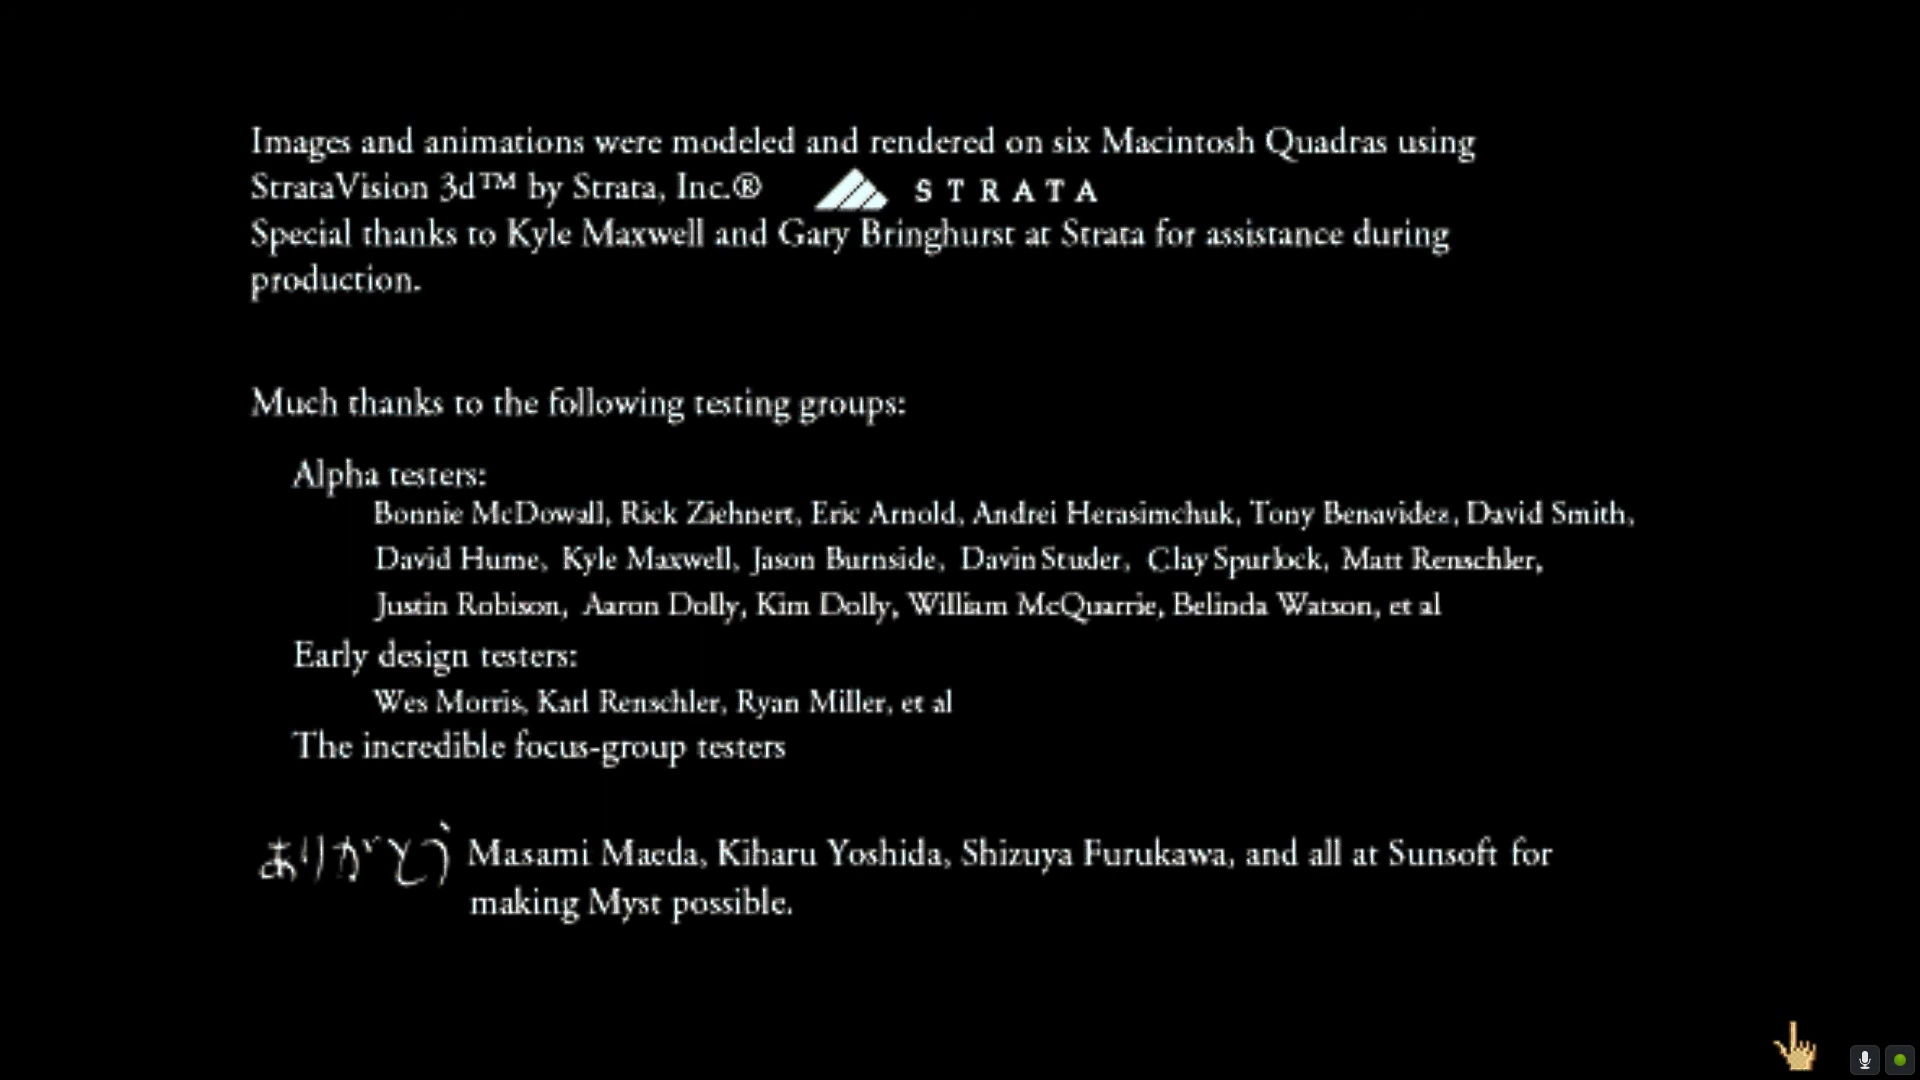 Images and animations were modeled and rendered on six Macintosh Quadras using
StrataVision 3d™ by Strata, Inc.® STRATA
Special thanks to Kyle Maxwell and Gary Bringhurst at Strata for assistance during
production.
Much thanks to the following testing groups:
Alpha testers:
Bonnie McDowall, Rick Ziehnert, Eric Arnold, Andrei Herasimchuk, Tony Benavidez, David Smith,
David Hume, Kyle Maxwell, Jason Burnside, Davin Studer, Clay Spurlock, Matt Renschler,
Justin Robison, Aaron Dolly, Kim Dolly, William McQuarrie, Belinda Watson, et al
Early design testers:
Wes Morris, Karl Renschler, Ryan Miller, et al
The incredible focus-group testers
ありがとう Masami Maeda, Kiharu Yoshida, Shizuya Furukawa, and all at Sunsoft for
making Myst possible.